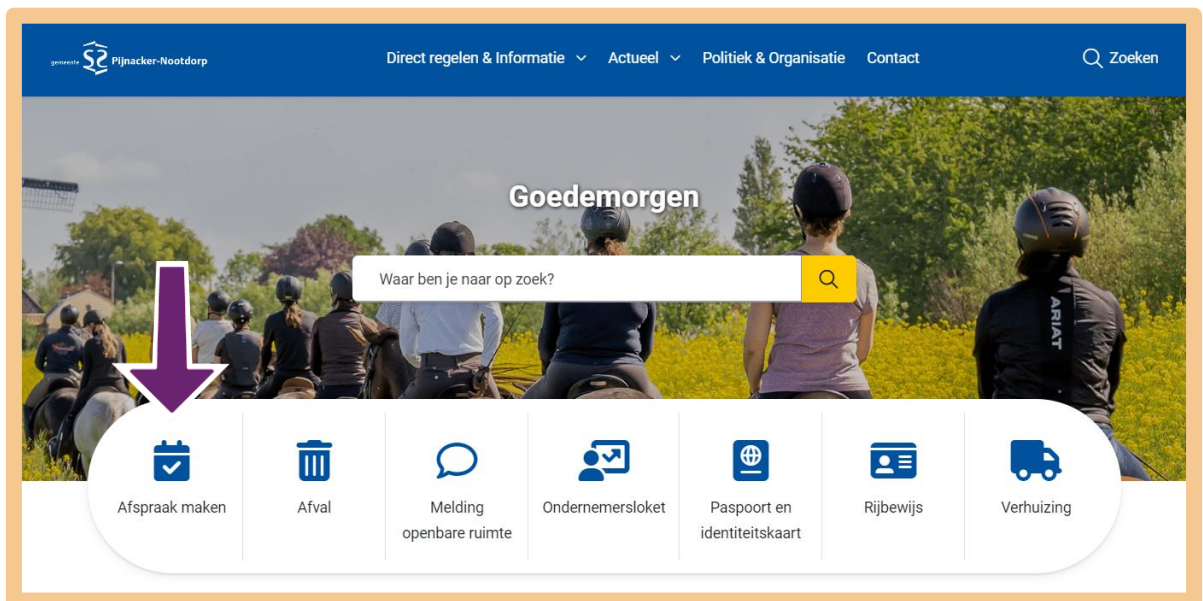 gemeente Pijnacker-Nootdorp
Direct regelen & Informatie Actueel Politiek & Organisatie Contact Zoeken
Goedemorgen
Waar ben je naar op zoek?
ARIAT
Afspraak maken
Afval
Melding
openbare ruimte
Ondernemersloket
Paspoort en
identiteitskaart
Rijbewijs
Verhuizing